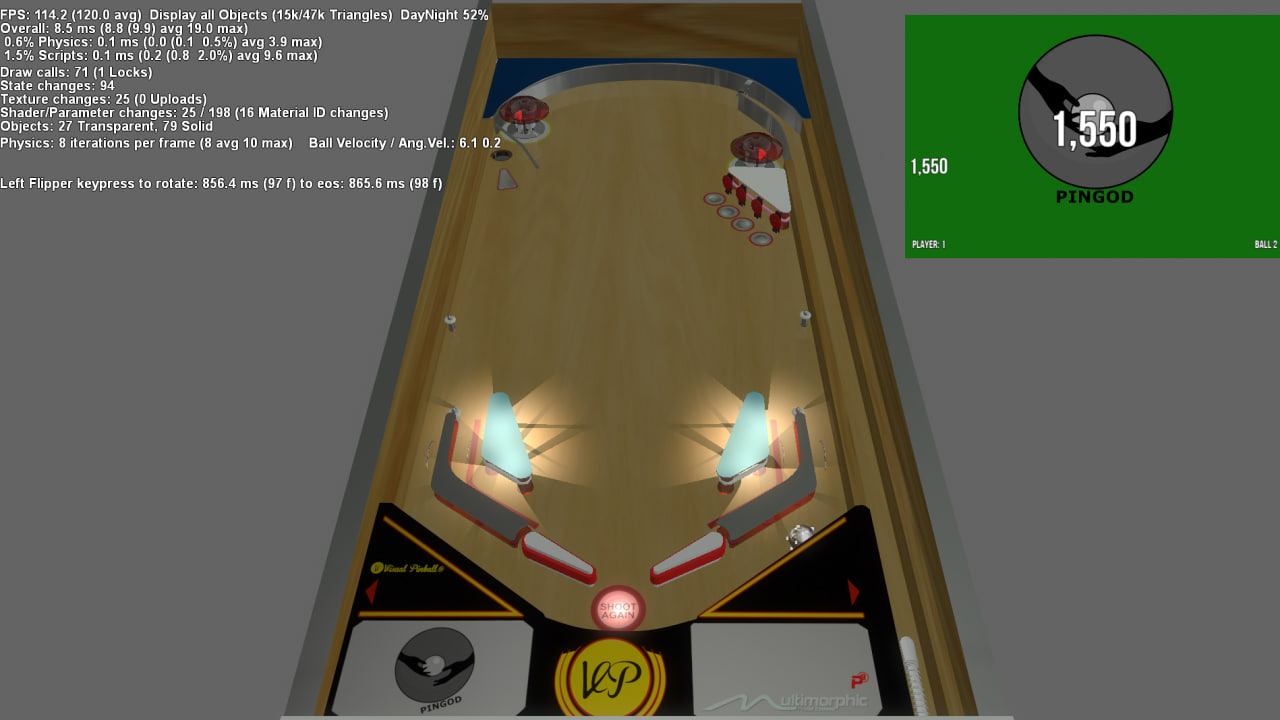 FPS: 114.2 (120.0 avg)  Display all Objects (15k/47k Triangles)  DayNight 52%
Overall: 8.5 ms (8.8 (9.9) avg 19.0 max)
0.6% Physics: 0.1 ms (0.0 (0.1  0.5%) avg 3.9 max)
1.5% Scripts: 0.1 ms (0.2 (0.8  2.0%) avg 9.6 max)
Draw calls: 71 (1 Locks)
State changes: 94
Texture changes: 25 (0 Uploads)
Shader/Parameter changes: 25 / 198 (16 Material ID changes)
Objects: 27 Transparent, 79 Solid
Physics: 8 iterations per frame (8 avg 10 max)    Ball Velocity / Ang.Vel.: 6.1 0.2
Left Flipper keypress to rotate: 856.4 ms (97 f) to eos: 865.6 ms (98 f)
1,550
1,550
PINGOD
PLAYER: 1
BALL 2
Visual Pinball
SHOOT
AGAIN
PINGOD
VP
P3
multimorphic